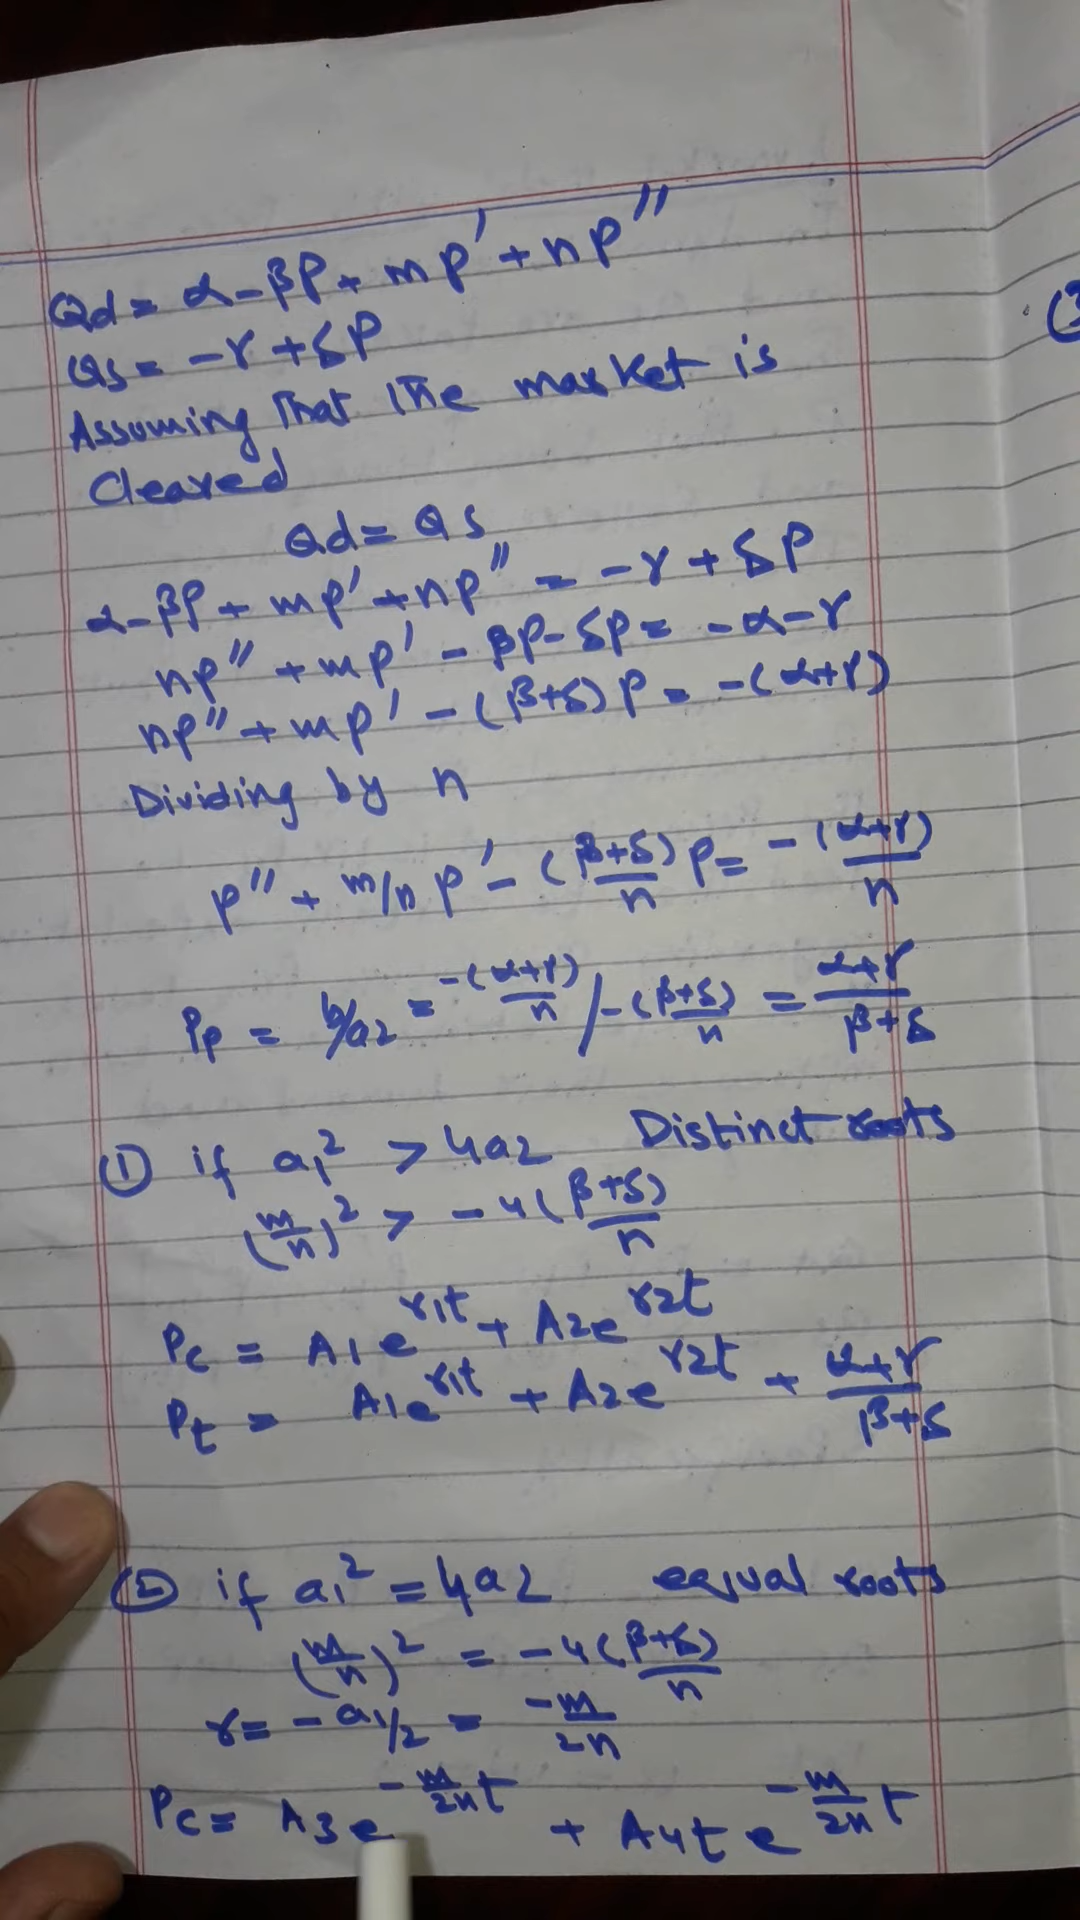 Qd = α-βP + mp' + np"
Qs = -γ + δP
Assuming That The market is
Cleared
Qd = Qs
α-βP + mp' + np" = -γ + δP
np" + mp' - βP-δP = -α-γ
np" + mp' - (β+δ) P = -(α+γ)
Dividing by n
p" + m/n p' - (β+δ)/n P = -(α+γ)/n
Pp = b/a2 = -(α+γ)/n / -(β+δ)/n = α+γ/β+δ
① if a1² > 4a2 Distinct roots
(m/n)² > -4(β+δ)/n
Pc = A1e^r1t + A2e^r2t
Pt = A1e^r1t + A2e^r2t + α+γ/β+δ
② if a1² = 4a2 equal roots
(m/n)² = -4(β+δ)/n
r = -a1/2 = -m/2n
Pc = A3e^-m/2n t + A4te^-m/2n t